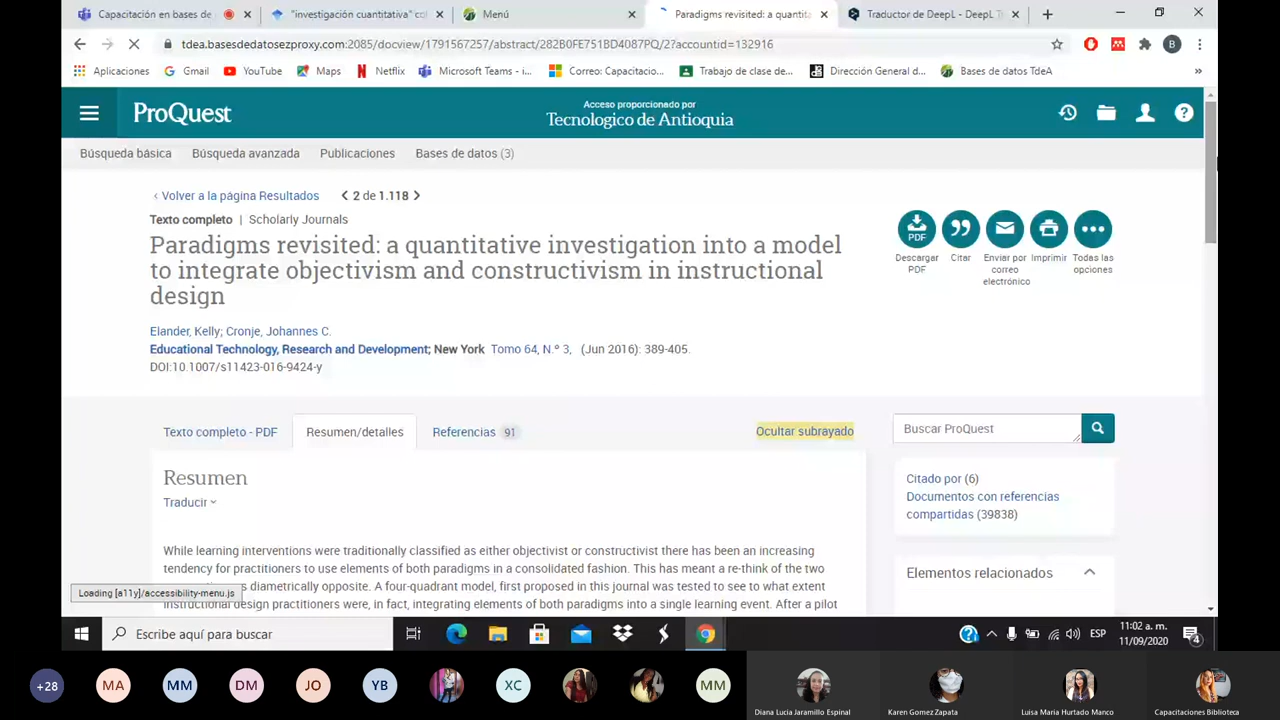 Capacitación en bases de
"investigación cuantitativa" co
Menú
Paradigms revisited: a quantita
Traductor de DeepL - DeepL T
tdea.basesdedatosezproxy.com:2085/docview/1791567257/abstract/282B0FE751BD4087PQ/2?accountid=132916
B
Aplicaciones
Gmail
YouTube
Maps
Netflix
Microsoft Teams - i...
Correo: Capacitacio...
Trabajo de clase de...
Dirección General d...
Bases de datos TdeA
»
ProQuest
Acceso proporcionado por
Tecnologico de Antioquia
Búsqueda básica
Búsqueda avanzada
Publicaciones
Bases de datos (3)
‹ Volver a la página Resultados
2 de 1.118
Texto completo | Scholarly Journals
Paradigms revisited: a quantitative investigation into a model
to integrate objectivism and constructivism in instructional
design
Elander, Kelly; Cronje, Johannes C.
Educational Technology, Research and Development; New York Tomo 64, N.º 3, (Jun 2016): 389-405.
DOI:10.1007/s11423-016-9424-y
PDF
Descargar
PDF
Citar
Enviar por
correo
electrónico
Imprimir
Todas las
opciones
Texto completo - PDF
Resumen/detalles
Referencias 91
Ocultar subrayado
Buscar ProQuest
Resumen
Traducir
Citado por (6)
Documentos con referencias
compartidas (39838)
Elementos relacionados
While learning interventions were traditionally classified as either objectivist or constructivist there has been an increasing
tendency for practitioners to use elements of both paradigms in a consolidated fashion. This has meant a re-think of the two
s diametrically opposite. A four-quadrant model, first proposed in this journal was tested to see to what extent
Loading [a11y]/accessibility-menu.js
instructional design practitioners were, in fact, integrating elements of both paradigms into a single learning event. After a pilot
Escribe aquí para buscar
ESP
11:02 a. m.
11/09/2020
4
+28
MA
MM
DM
JO
YB
XC
MM
Diana Lucia Jaramillo Espinal
Karen Gomez Zapata
Luisa Maria Hurtado Manco
Capacitaciones Biblioteca